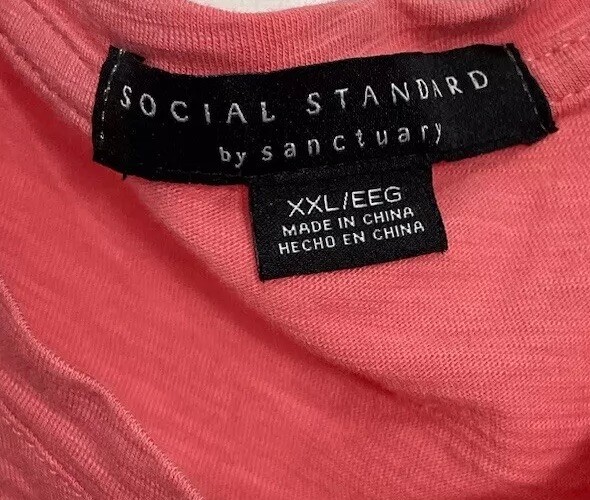 SOCIAL STANDARD
by sanctuary
XXL/EEG
MADE IN CHINA
HECHO EN CHINA